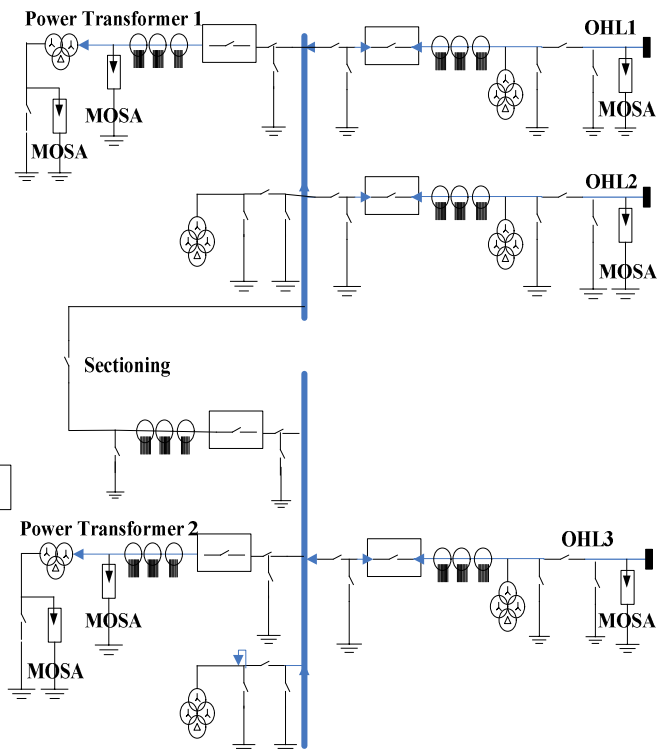 Power Transformer 1
OHL1
MOSA
MOSA
MOSA
OHL2
MOSA
Sectioning
Power Transformer 2
OHL3
MOSA
MOSA
MOSA